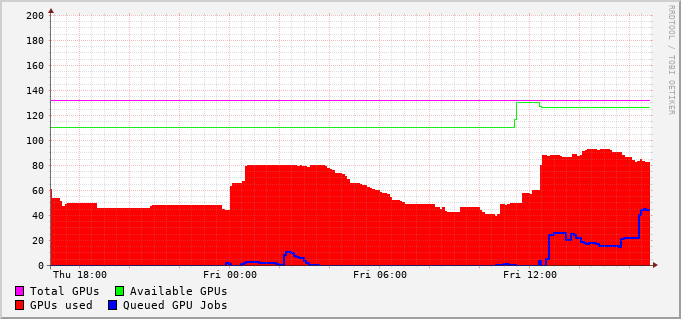 RRDTOOL / TOBI OETIKER
200
180
160
140
120
100
80
60
40
20
0
Thu 18:00 Fri 00:00 Fri 06:00 Fri 12:00
Total GPUs Available GPUs
GPUs used Queued GPU Jobs